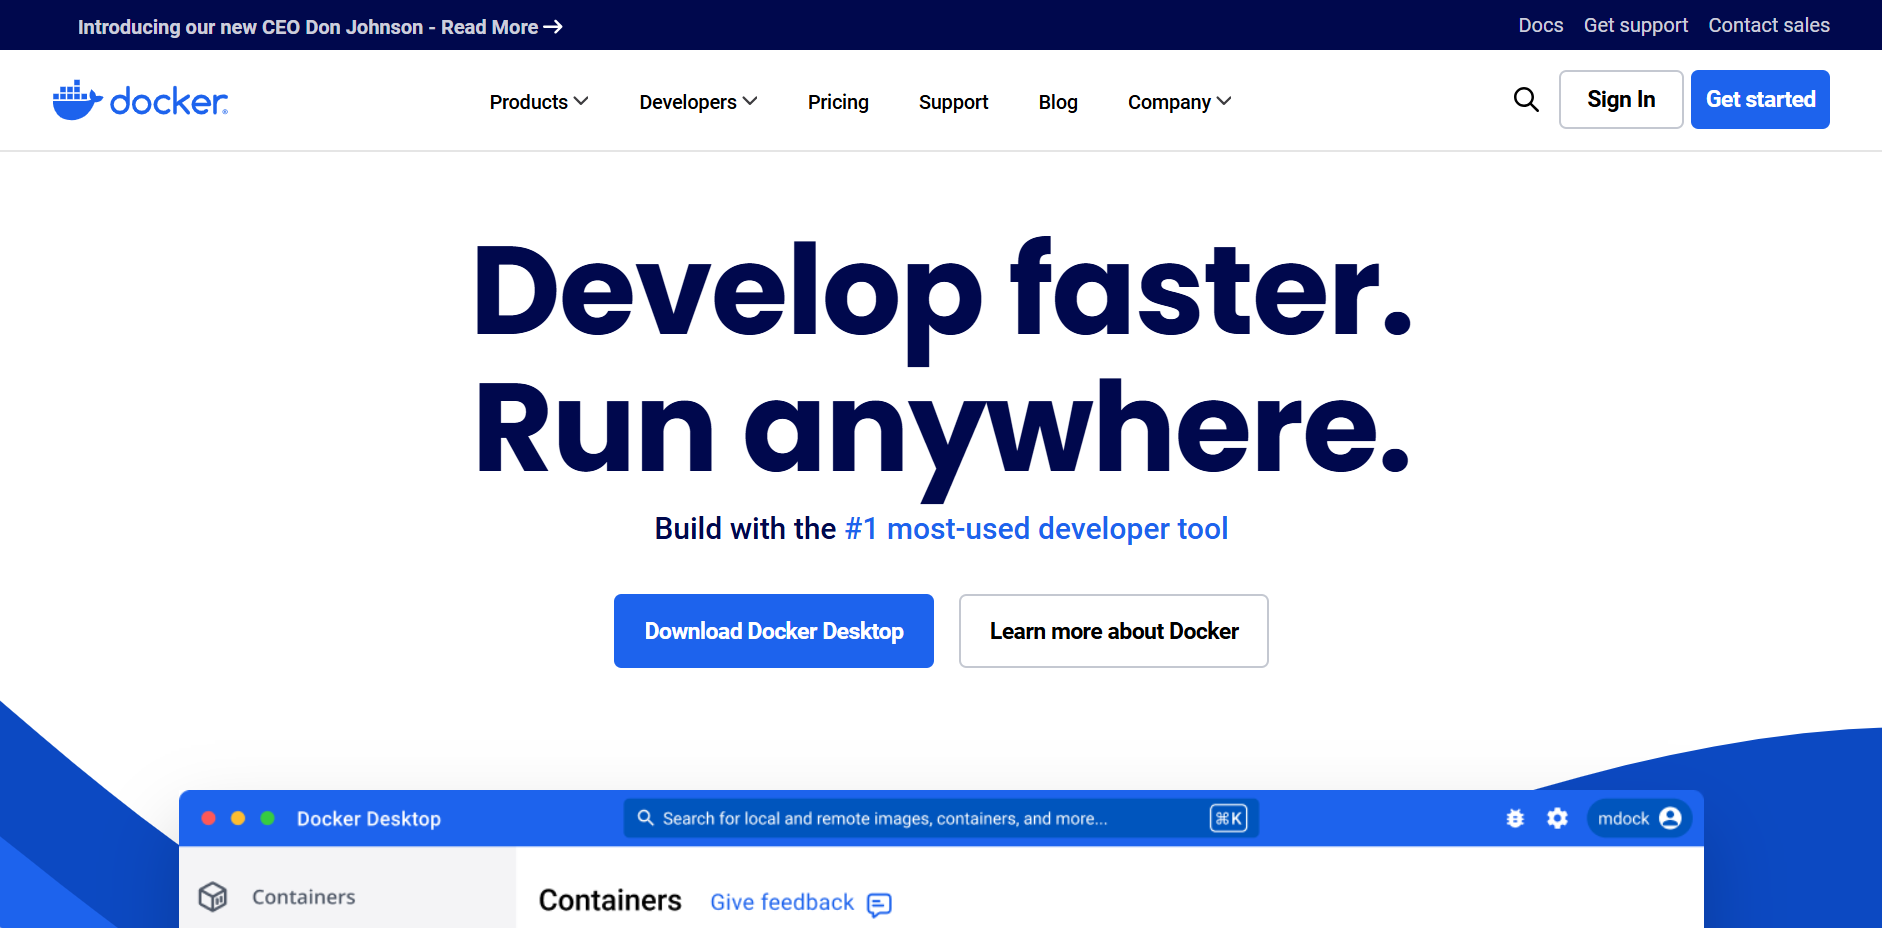 Introducing our new CEO Don Johnson - Read More
Docs Get support Contact sales
docker
Products Developers Pricing Support Blog Company
Sign In Get started
Develop faster.
Run anywhere.
Build with the #1 most-used developer tool
Download Docker Desktop Learn more about Docker
Docker Desktop Search for local and remote images, containers, and more... ⌘K mdock
Containers
Containers Give feedback